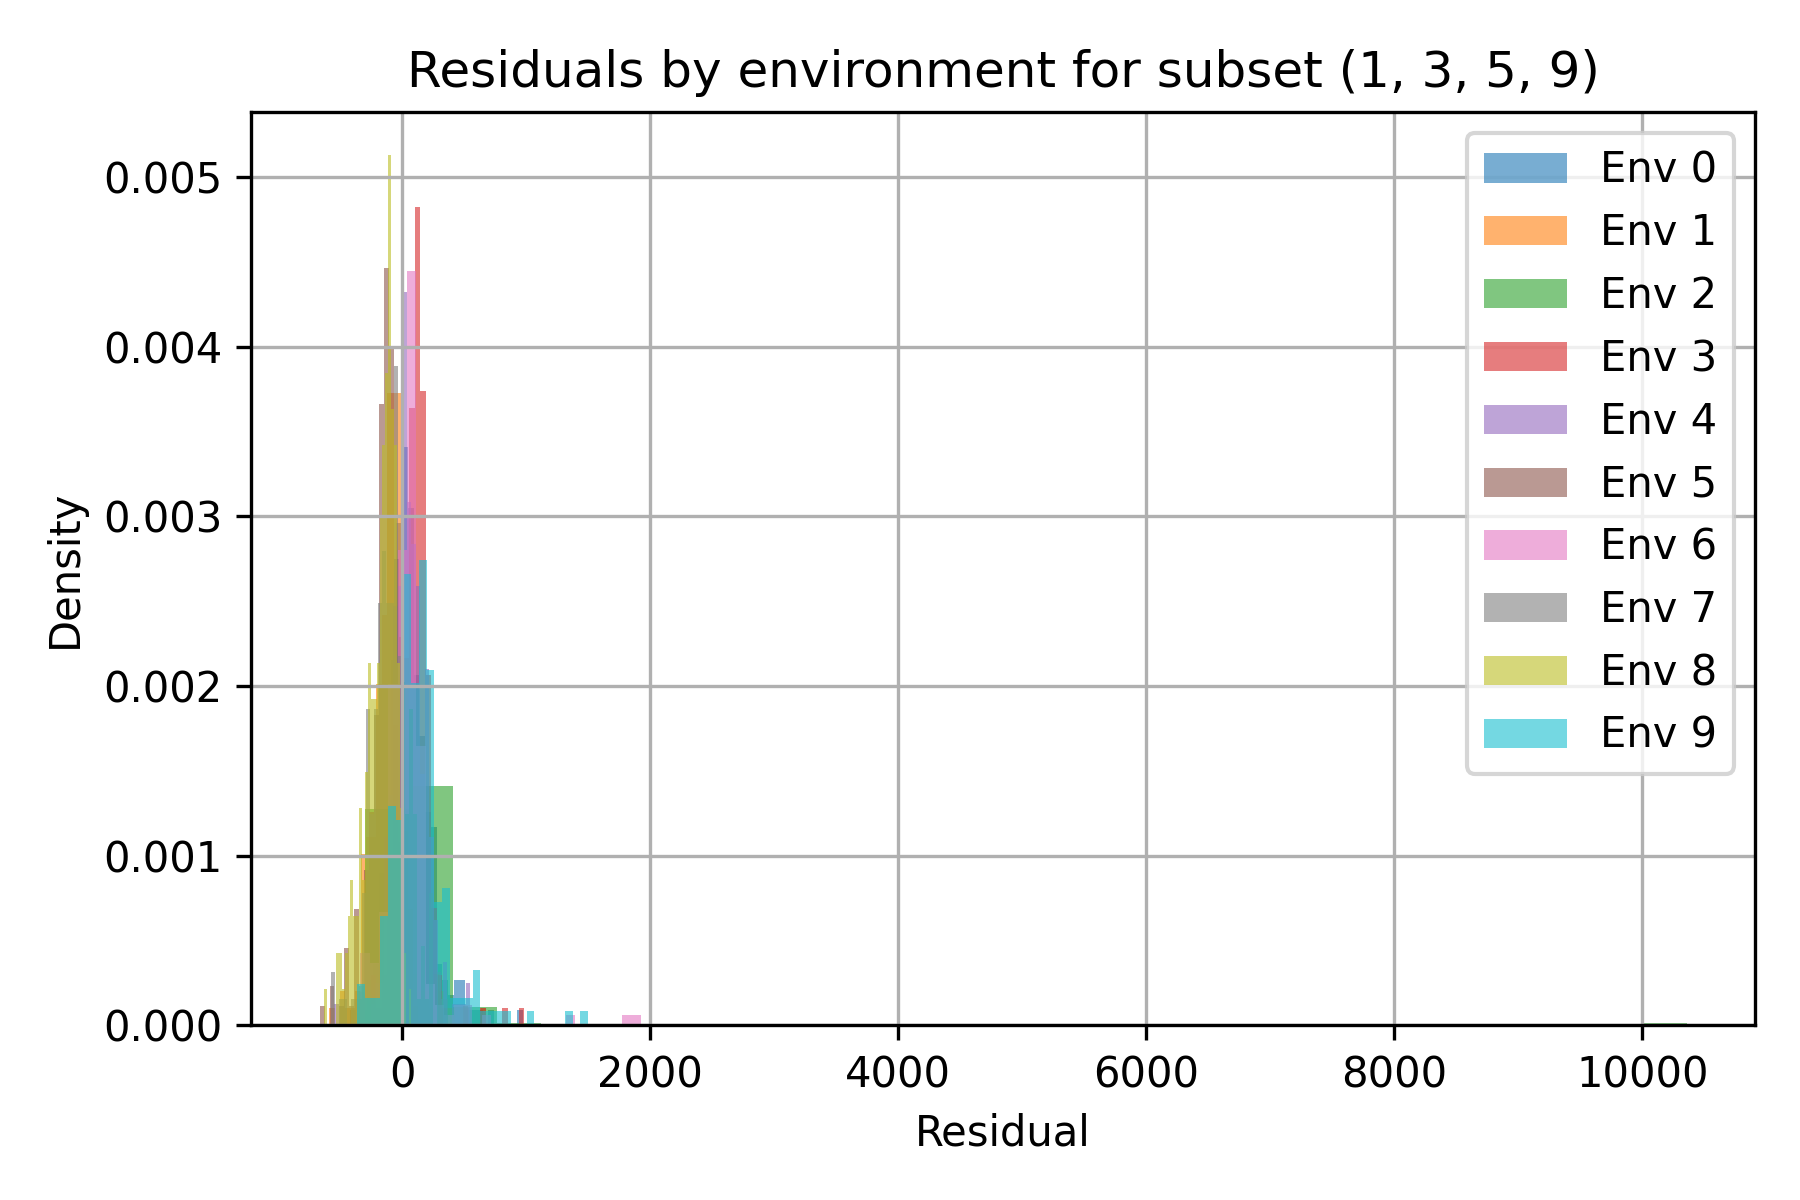 Residuals by environment for subset (1, 3, 5, 9)
0.005
0.004
0.003
0.002
0.001
0.000
Density
0 2000 4000 6000 8000 10000
Residual
Env 0
Env 1
Env 2
Env 3
Env 4
Env 5
Env 6
Env 7
Env 8
Env 9